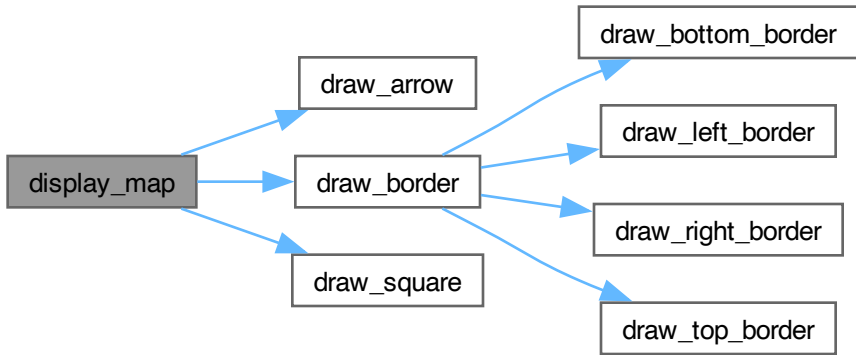 display_map
draw_arrow
draw_border
draw_square
draw_bottom_border
draw_left_border
draw_right_border
draw_top_border